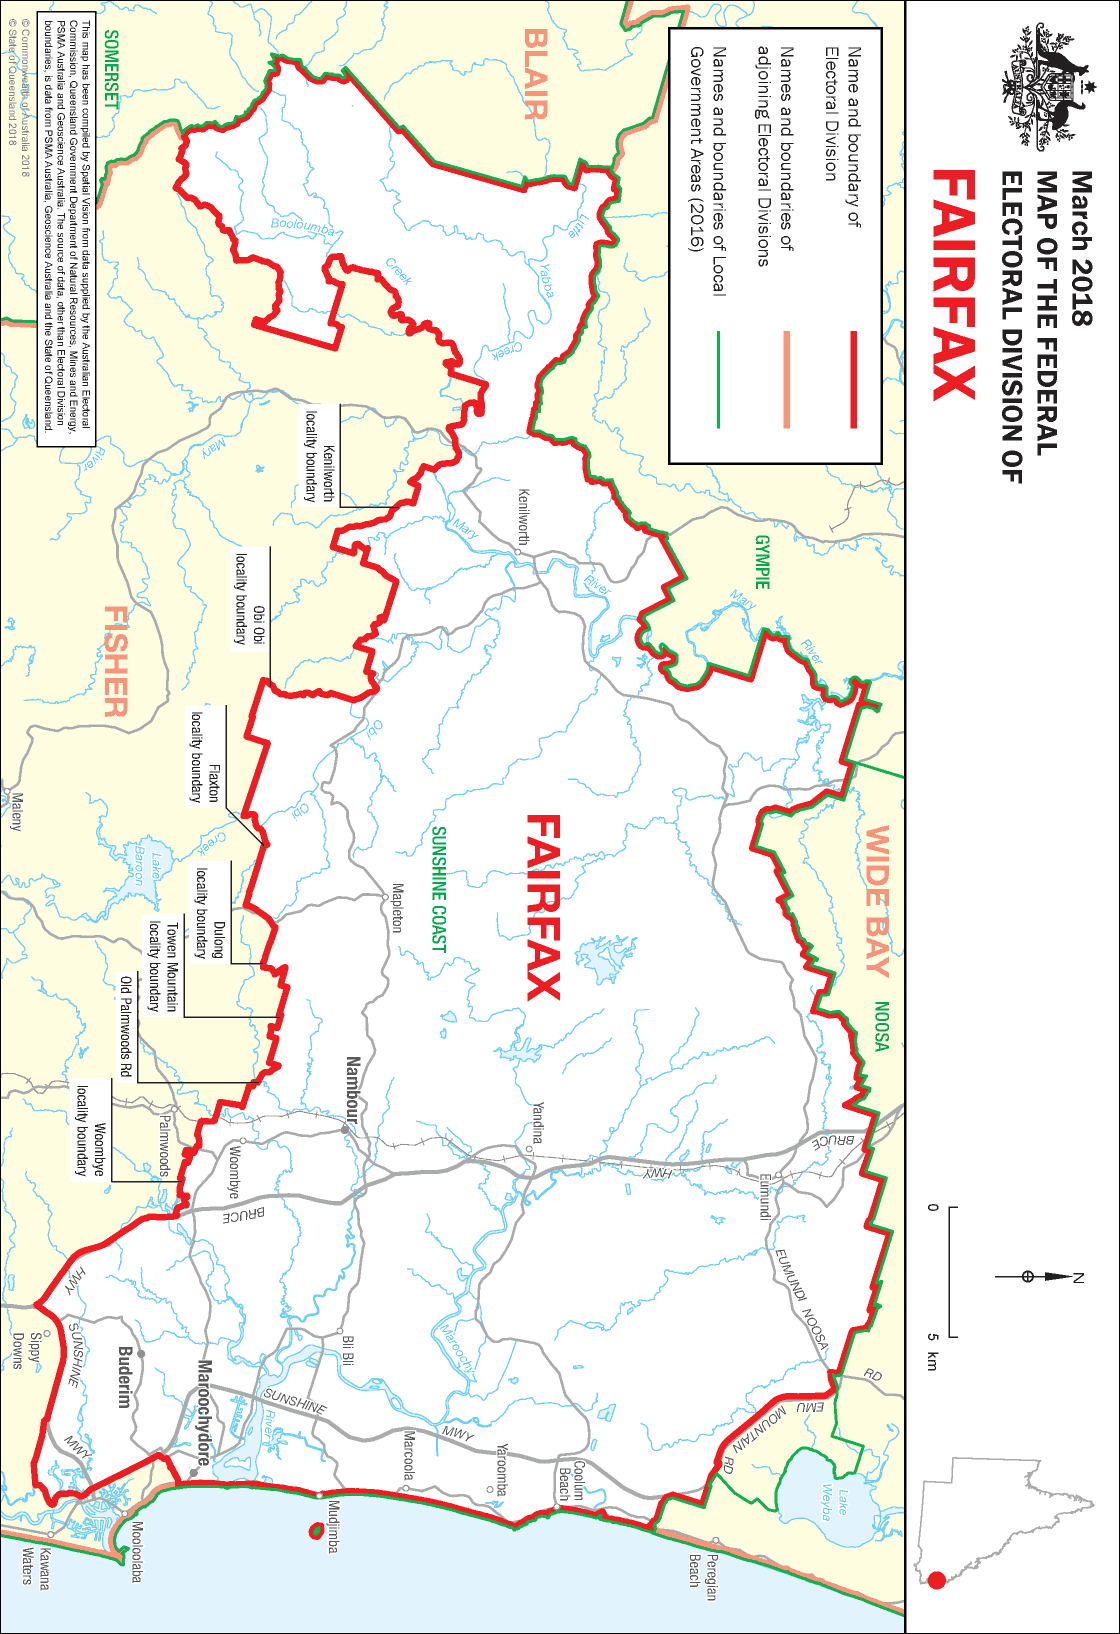 March 2018
MAP OF THE FEDERAL
ELECTORAL DIVISION OF
FAIRFAX
0
5 km
N
Name and boundary of
Electoral Division
Names and boundaries of
adjoining Electoral Divisions
Names and boundaries of Local
Government Areas (2016)
BLAIR
SOMERSET
GYMPIE
WIDE BAY
NOOSA
FISHER
FAIRFAX
SUNSHINE COAST
Little
Yabba
Creek
Booloumba
Creek
Kenilworth
locality boundary
Kenilworth
Mary
River
Mary
River
Mary
River
Obi Obi
locality boundary
Obi
Obi
Creek
Flaxton
locality boundary
Maleny
Lake
Baroon
Mapleton
Dulong
locality boundary
Towen Mountain
locality boundary
Old Palmwoods Rd
Woombye
locality boundary
Palmwoods
Woombye
Nambour
Yandina
BRUCE
HWY
BRUCE
HWY
Eumundi
EUMUNDI NOOSA
RD
EMU
MOUNTAIN
RD
Lake
Weyba
Maroochy
River
Bli Bli
SUNSHINE
MWY
SUNSHINE
MWY
Sippy
Downs
Buderim
Maroochydore
Marcoola
Yaroomba
Coolum
Beach
Peregian
Beach
Mudjimba
Mooloolaba
Kawana
Waters
This map has been compiled by Spatial Vision from data supplied by the Australian Electoral
Commission, Queensland Government Department of Natural Resources, Mines and Energy,
PSMA Australia and Geoscience Australia. The source of data, other than Electoral Division
boundaries, is data from PSMA Australia, Geoscience Australia and the State of Queensland.
© Commonwealth of Australia 2018
© State of Queensland 2018